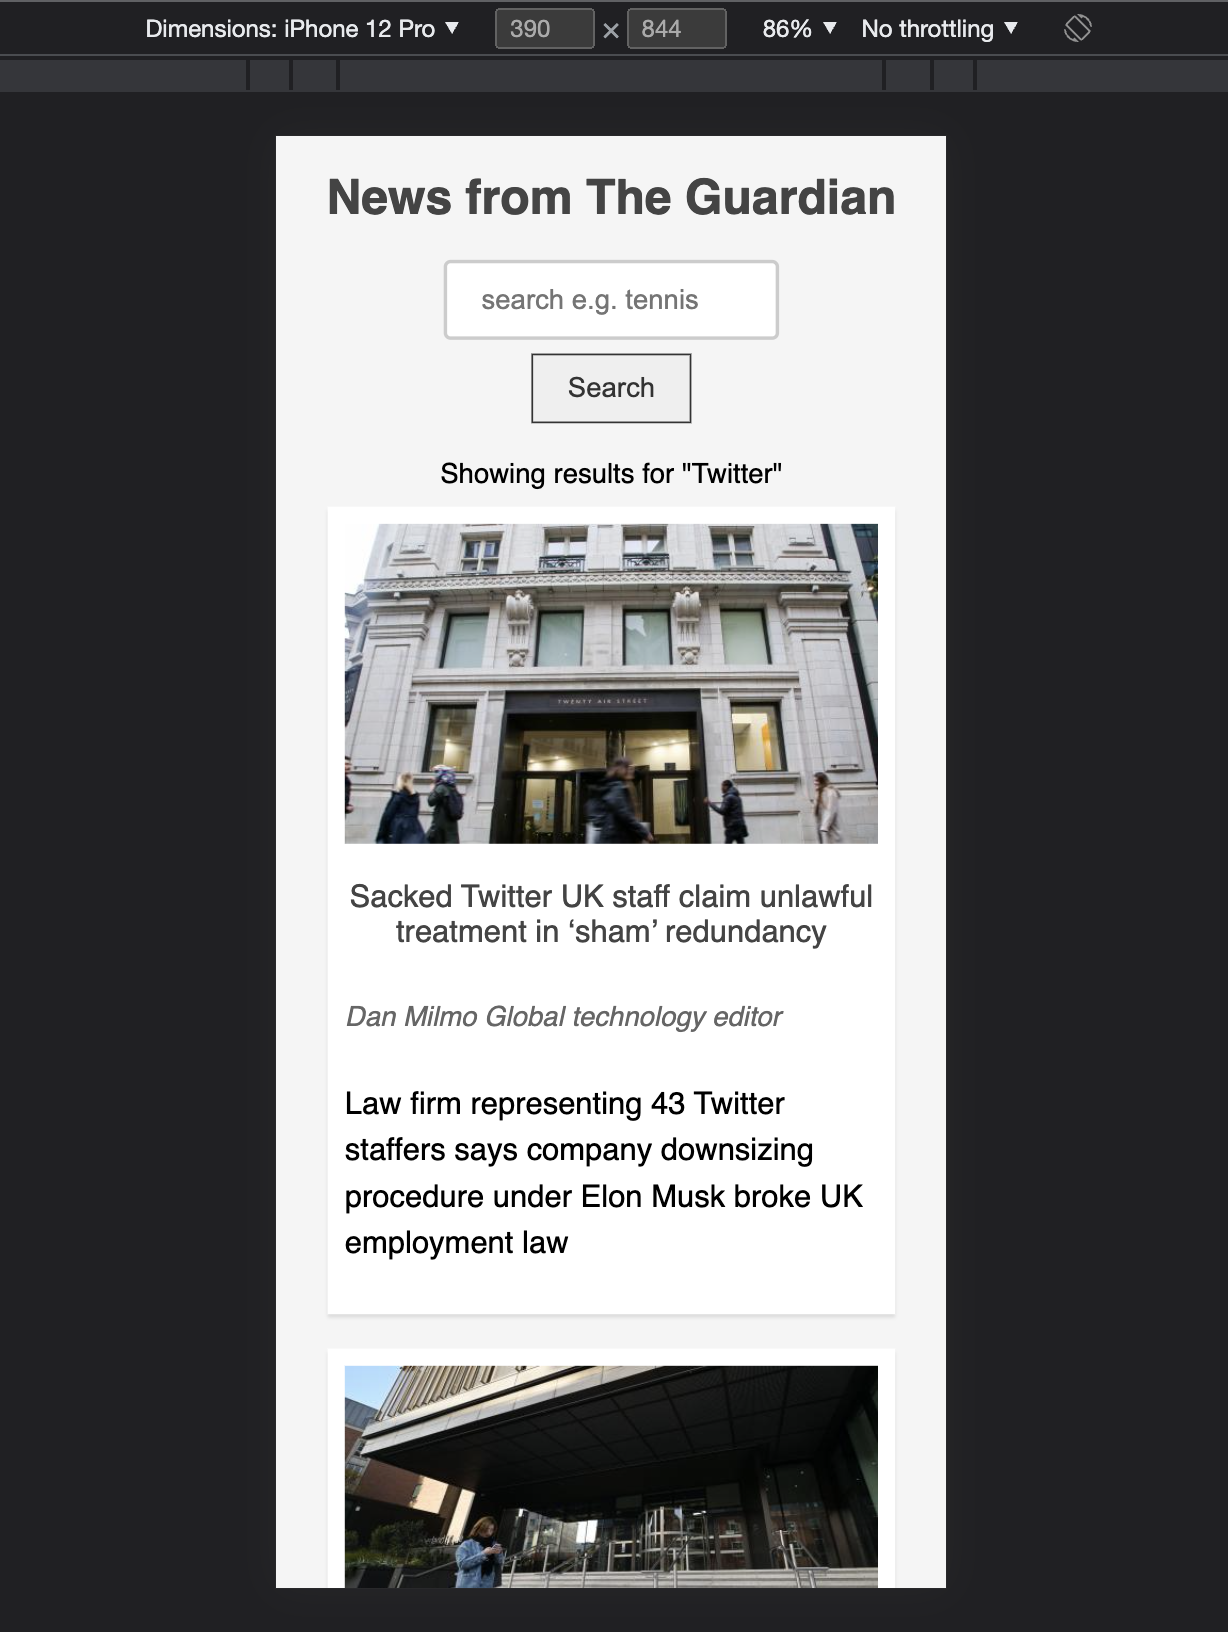 Dimensions: iPhone 12 Pro ▼ 390 × 844 86% ▼ No throttling ▼
News from The Guardian
search e.g. tennis
Search
Showing results for "Twitter"
TWENTY AIR STREET
Sacked Twitter UK staff claim unlawful
treatment in ‘sham’ redundancy
Dan Milmo Global technology editor
Law firm representing 43 Twitter
staffers says company downsizing
procedure under Elon Musk broke UK
employment law